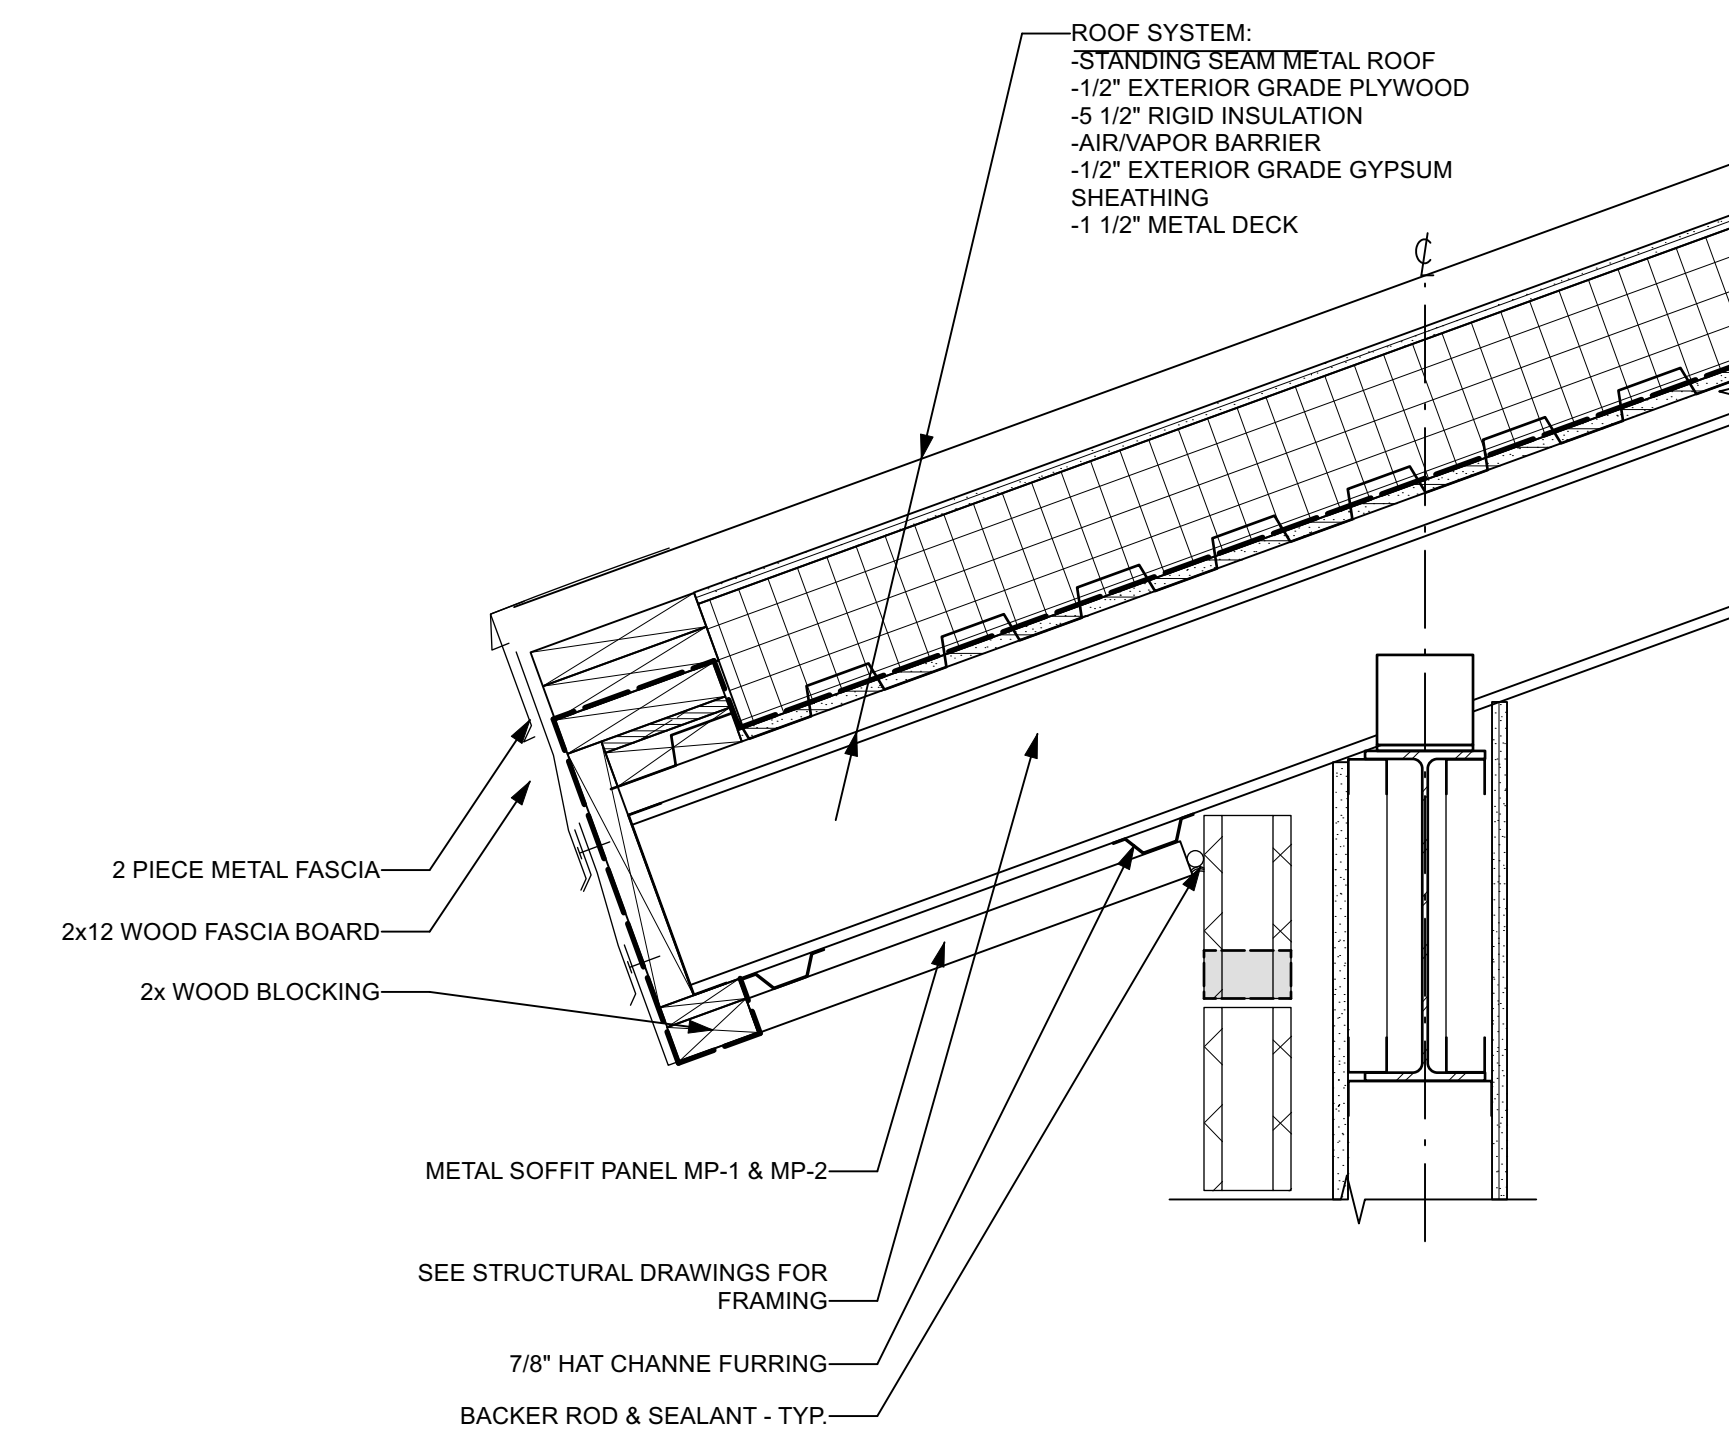 ROOF SYSTEM:
-STANDING SEAM METAL ROOF
-1/2" EXTERIOR GRADE PLYWOOD
-5 1/2" RIGID INSULATION
-AIR/VAPOR BARRIER
-1/2" EXTERIOR GRADE GYPSUM
SHEATHING
-1 1/2" METAL DECK
℄
2 PIECE METAL FASCIA
2x12 WOOD FASCIA BOARD
2x WOOD BLOCKING
METAL SOFFIT PANEL MP-1 & MP-2
SEE STRUCTURAL DRAWINGS FOR
FRAMING
7/8" HAT CHANNE FURRING
BACKER ROD & SEALANT - TYP.